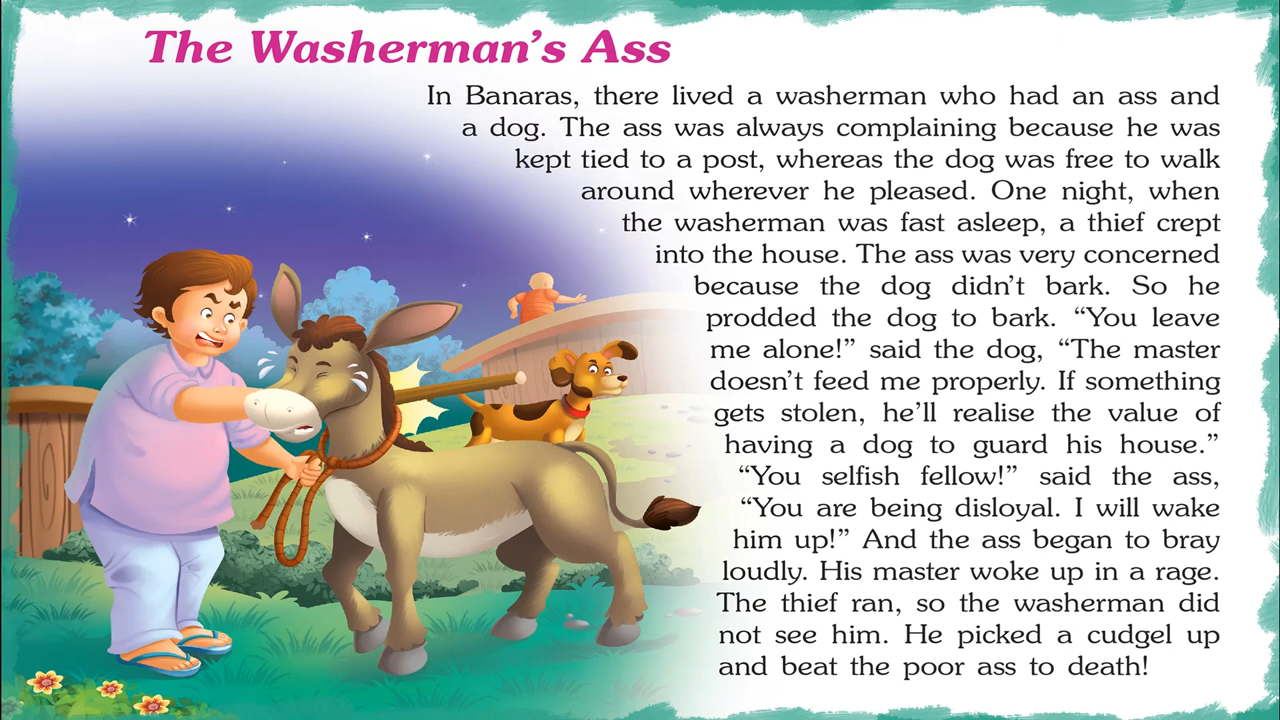 The Washerman’s Ass
In Banaras, there lived a washerman who had an ass and
a dog. The ass was always complaining because he was
kept tied to a post, whereas the dog was free to walk
around wherever he pleased. One night, when
the washerman was fast asleep, a thief crept
into the house. The ass was very concerned
because the dog didn’t bark. So he
prodded the dog to bark. “You leave
me alone!” said the dog, “The master
doesn’t feed me properly. If something
gets stolen, he’ll realise the value of
having a dog to guard his house.”
“You selfish fellow!” said the ass,
“You are being disloyal. I will wake
him up!” And the ass began to bray
loudly. His master woke up in a rage.
The thief ran, so the washerman did
not see him. He picked a cudgel up
and beat the poor ass to death!